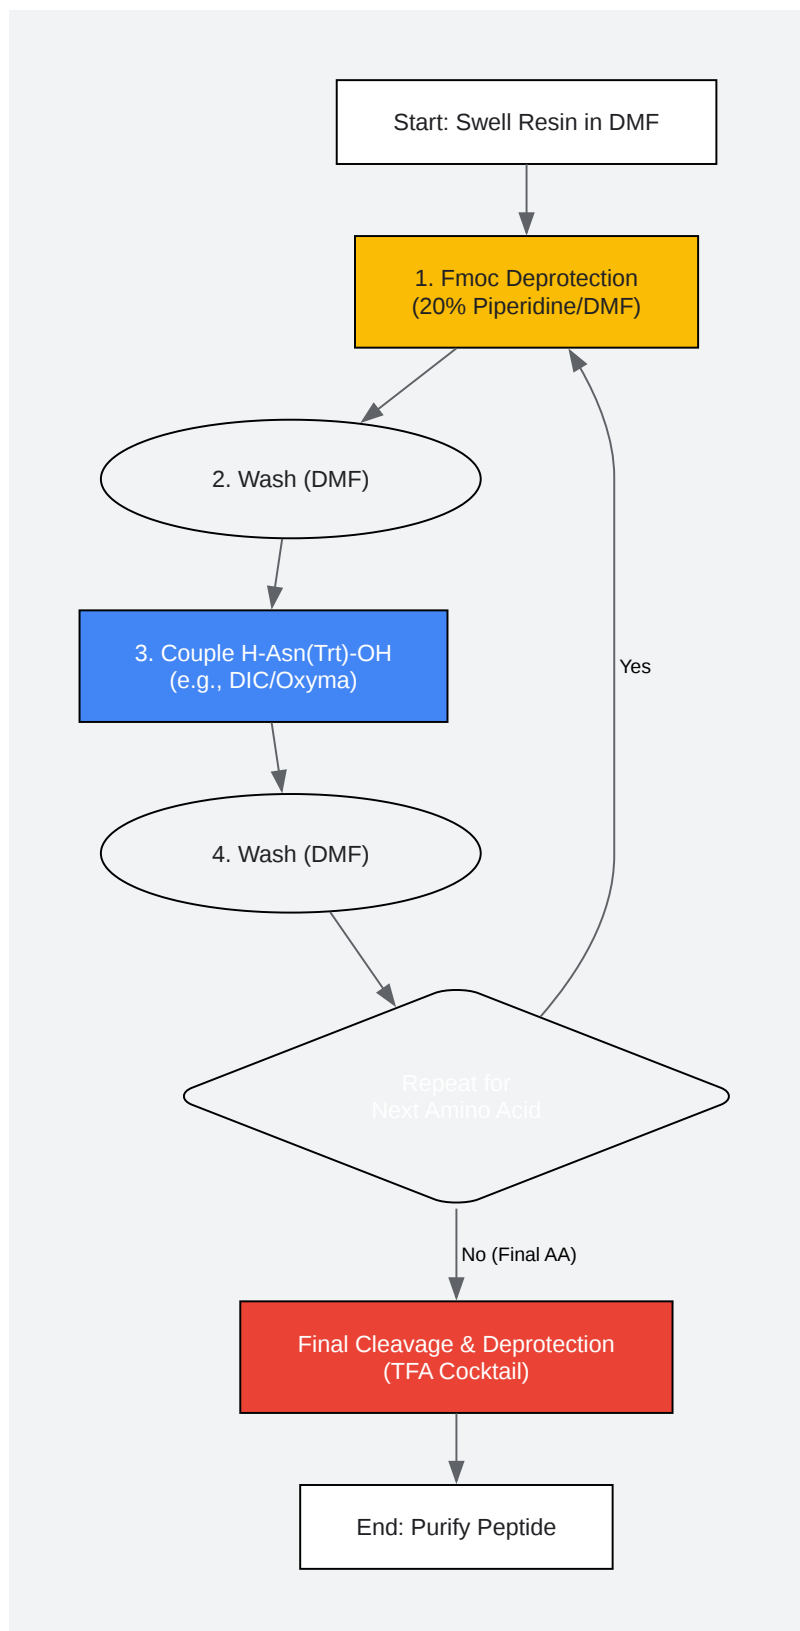 Start: Swell Resin in DMF
1. Fmoc Deprotection
(20% Piperidine/DMF)
2. Wash (DMF)
3. Couple H-Asn(Trt)-OH
(e.g., DIC/Oxyma)
Yes
4. Wash (DMF)
Repeat for
Next Amino Acid
No (Final AA)
Final Cleavage & Deprotection
(TFA Cocktail)
End: Purify Peptide